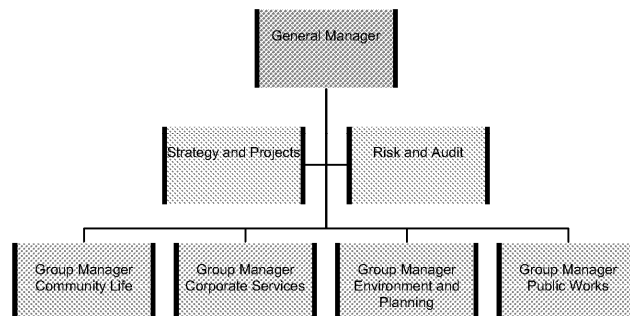 General Manager
Strategy and Projects
Risk and Audit
Group Manager
Community Life
Group Manager
Corporate Services
Group Manager
Environment and
Planning
Group Manager
Public Works